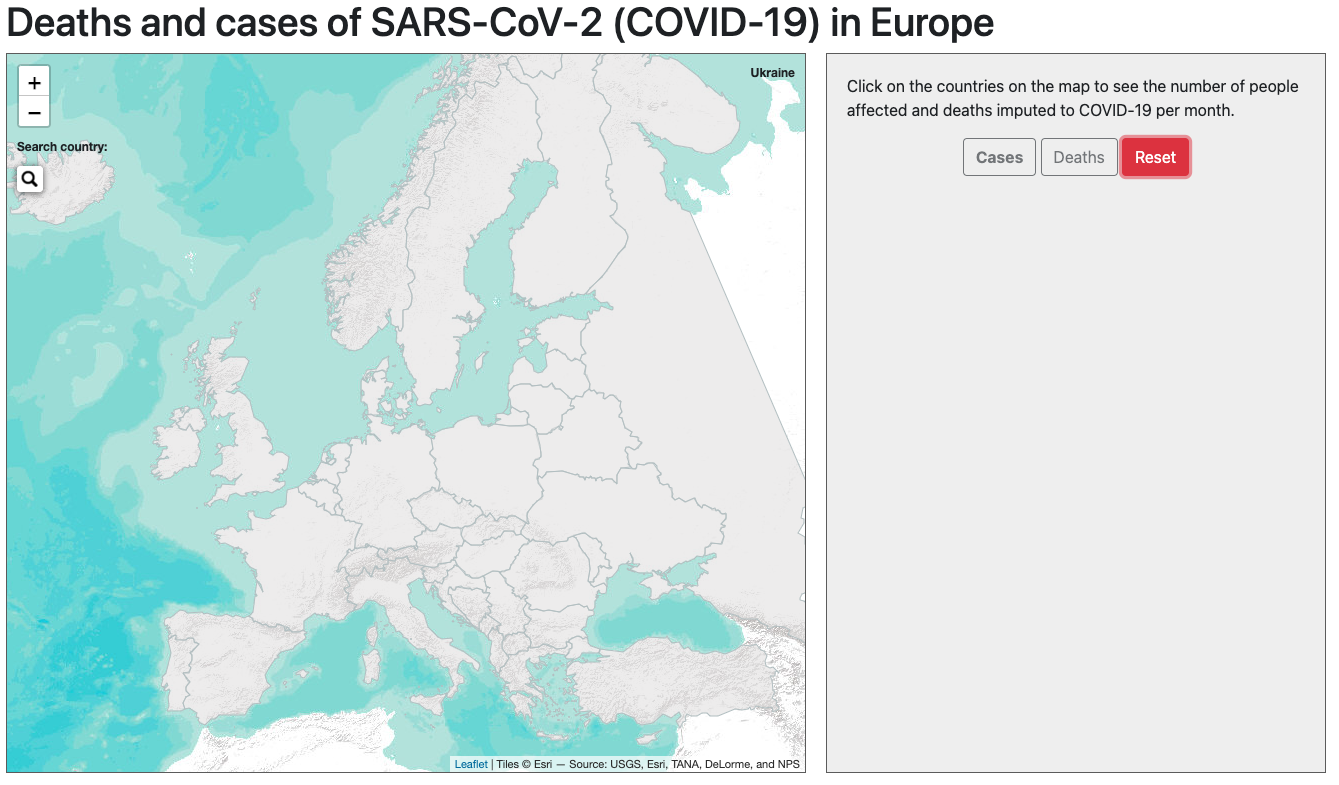 Deaths and cases of SARS-CoV-2 (COVID-19) in Europe
+
−
Ukraine
Search country:
Leaflet | Tiles © Esri — Source: USGS, Esri, TANA, DeLorme, and NPS
Click on the countries on the map to see the number of people
affected and deaths imputed to COVID-19 per month.
Cases Deaths Reset